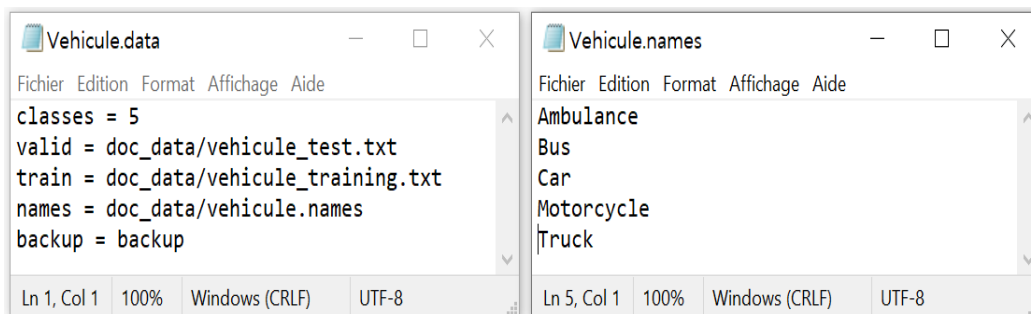 Vehicule.data
Fichier Edition Format Affichage Aide
classes = 5
valid = doc_data/vehicule_test.txt
train = doc_data/vehicule_training.txt
names = doc_data/vehicule.names
backup = backup
Ln 1, Col 1 100% Windows (CRLF) UTF-8
Vehicule.names
Fichier Edition Format Affichage Aide
Ambulance
Bus
Car
Motorcycle
Truck
Ln 5, Col 1 100% Windows (CRLF) UTF-8